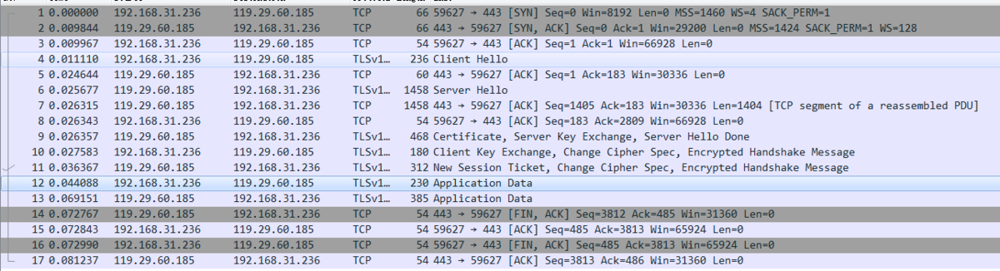 1 0.000000 192.168.31.236 119.29.60.185 TCP 66 59627 → 443 [SYN] Seq=0 Win=8192 Len=0 MSS=1460 WS=4 SACK_PERM=1
2 0.009844 119.29.60.185 192.168.31.236 TCP 66 443 → 59627 [SYN, ACK] Seq=0 Ack=1 Win=29200 Len=0 MSS=1424 SACK_PERM=1 WS=128
3 0.009967 192.168.31.236 119.29.60.185 TCP 54 59627 → 443 [ACK] Seq=1 Ack=1 Win=66928 Len=0
4 0.011110 192.168.31.236 119.29.60.185 TLSv1… 236 Client Hello
5 0.024644 119.29.60.185 192.168.31.236 TCP 60 443 → 59627 [ACK] Seq=1 Ack=183 Win=30336 Len=0
6 0.025677 119.29.60.185 192.168.31.236 TLSv1… 1458 Server Hello
7 0.026315 119.29.60.185 192.168.31.236 TCP 1458 443 → 59627 [ACK] Seq=1405 Ack=183 Win=30336 Len=1404 [TCP segment of a reassembled PDU]
8 0.026343 192.168.31.236 119.29.60.185 TCP 54 59627 → 443 [ACK] Seq=183 Ack=2809 Win=66928 Len=0
9 0.026357 119.29.60.185 192.168.31.236 TLSv1… 468 Certificate, Server Key Exchange, Server Hello Done
10 0.027583 192.168.31.236 119.29.60.185 TLSv1… 180 Client Key Exchange, Change Cipher Spec, Encrypted Handshake Message
11 0.036367 119.29.60.185 192.168.31.236 TLSv1… 312 New Session Ticket, Change Cipher Spec, Encrypted Handshake Message
12 0.044088 192.168.31.236 119.29.60.185 TLSv1… 230 Application Data
13 0.069151 119.29.60.185 192.168.31.236 TLSv1… 385 Application Data
14 0.072767 119.29.60.185 192.168.31.236 TCP 54 443 → 59627 [FIN, ACK] Seq=3812 Ack=485 Win=31360 Len=0
15 0.072843 192.168.31.236 119.29.60.185 TCP 54 59627 → 443 [ACK] Seq=485 Ack=3813 Win=65924 Len=0
16 0.072990 192.168.31.236 119.29.60.185 TCP 54 59627 → 443 [FIN, ACK] Seq=485 Ack=3813 Win=65924 Len=0
17 0.081237 119.29.60.185 192.168.31.236 TCP 54 443 → 59627 [ACK] Seq=3813 Ack=486 Win=31360 Len=0